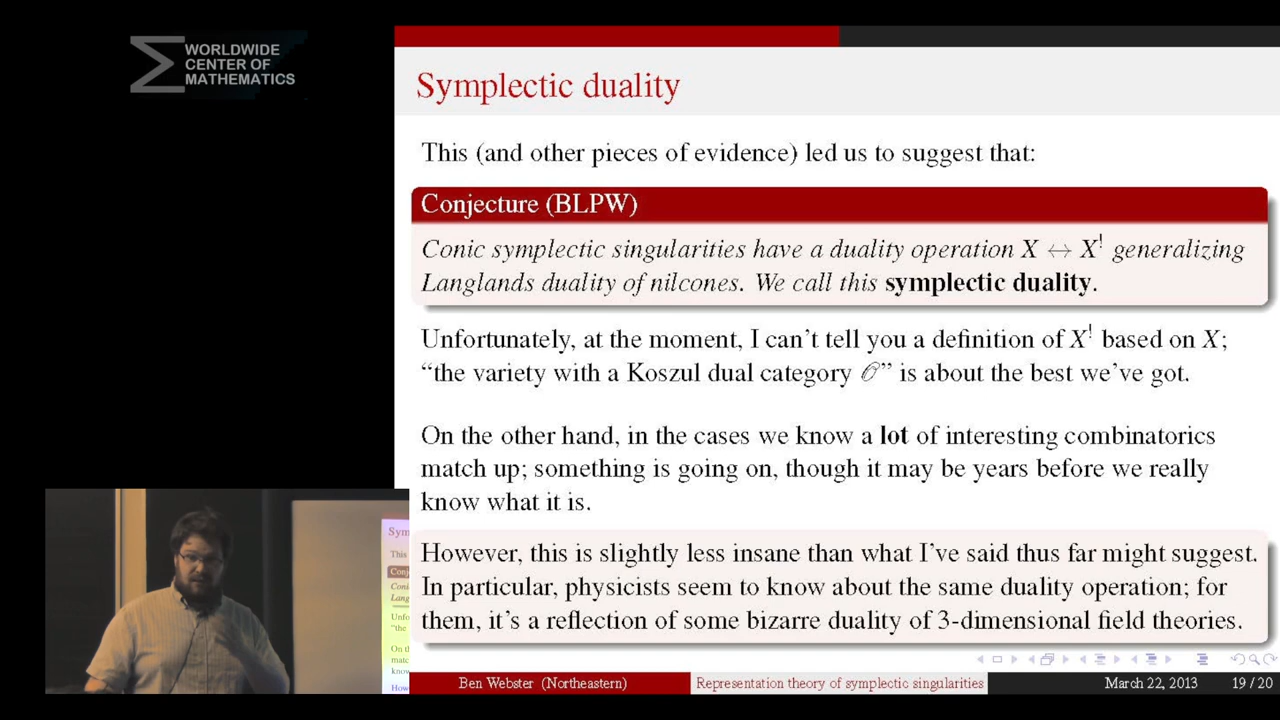 WORLDWIDE
CENTER OF
MATHEMATICS
Symplectic duality
This (and other pieces of evidence) led us to suggest that:
Conjecture (BLPW)
Conic symplectic singularities have a duality operation X ↔ X! generalizing
Langlands duality of nilcones. We call this symplectic duality.
Unfortunately, at the moment, I can't tell you a definition of X! based on X;
“the variety with a Koszul dual category 𝒪” is about the best we've got.
On the other hand, in the cases we know a lot of interesting combinatorics
match up; something is going on, though it may be years before we really
know what it is.
However, this is slightly less insane than what I've said thus far might suggest.
In particular, physicists seem to know about the same duality operation; for
them, it's a reflection of some bizarre duality of 3-dimensional field theories.
Ben Webster (Northeastern) Representation theory of symplectic singularities March 22, 2013 19 / 20